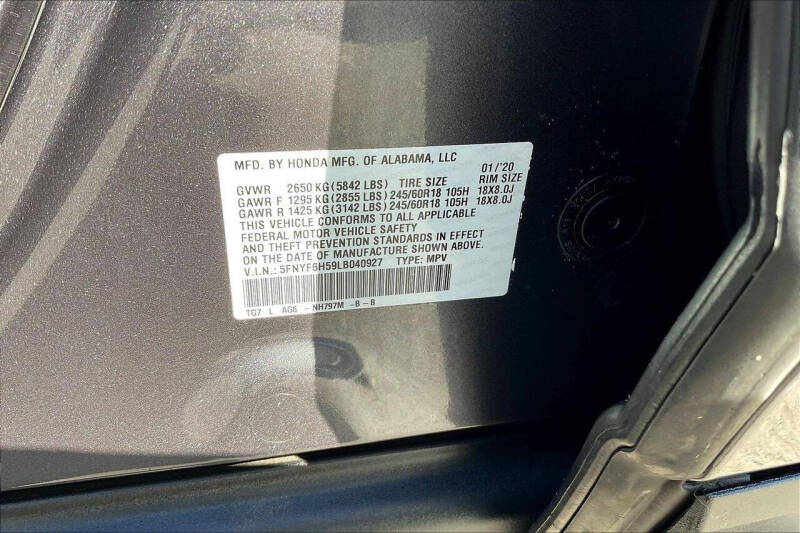 MFD. BY HONDA MFG. OF ALABAMA, LLC 01/'20
GVWR 2650 KG (5842 LBS) TIRE SIZE RIM SIZE
GAWR F 1295 KG (2855 LBS) 245/60R18 105H 18X8.0J
GAWR R 1425 KG (3142 LBS) 245/60R18 105H 18X8.0J
THIS VEHICLE CONFORMS TO ALL APPLICABLE
FEDERAL MOTOR VEHICLE SAFETY
AND THEFT PREVENTION STANDARDS IN EFFECT
ON THE DATE OF MANUFACTURE SHOWN ABOVE.
V.I.N.: 5FNYF6H59LB040927 TYPE: MPV
TG7 L AG6 -NH797M -B-B